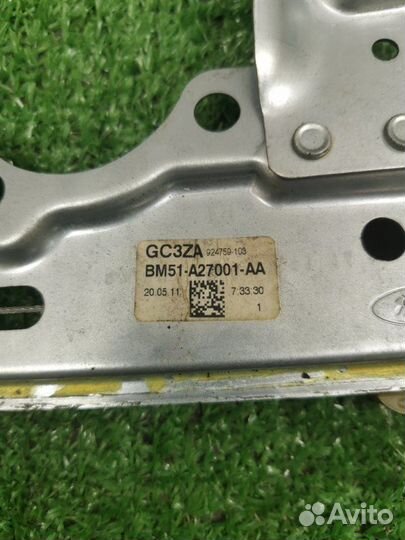 GC3ZA 924759-103
BM51-A27001-AA
20.05.11 7:33:30
1
Avito